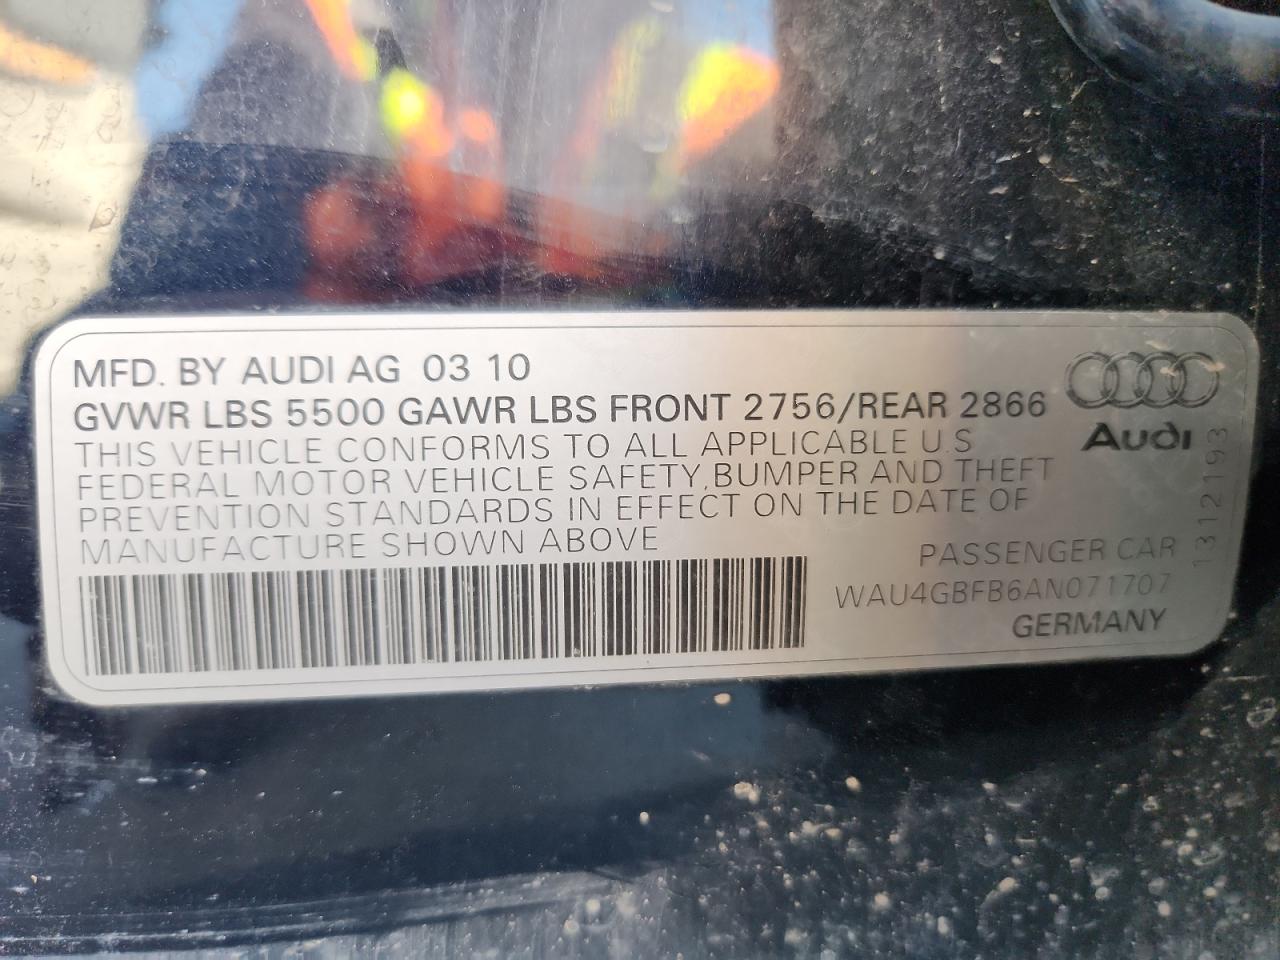 MFD. BY AUDI AG 03 10
GVWR LBS 5500 GAWR LBS FRONT 2756/REAR 2866
THIS VEHICLE CONFORMS TO ALL APPLICABLE U.S
FEDERAL MOTOR VEHICLE SAFETY, BUMPER AND THEFT
PREVENTION STANDARDS IN EFFECT ON THE DATE OF
MANUFACTURE SHOWN ABOVE
Audi
PASSENGER CAR
WAU4GBFB6AN071707
GERMANY
1312193